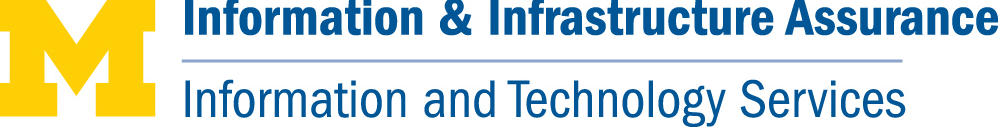 M
Information & Infrastructure Assurance
Information and Technology Services